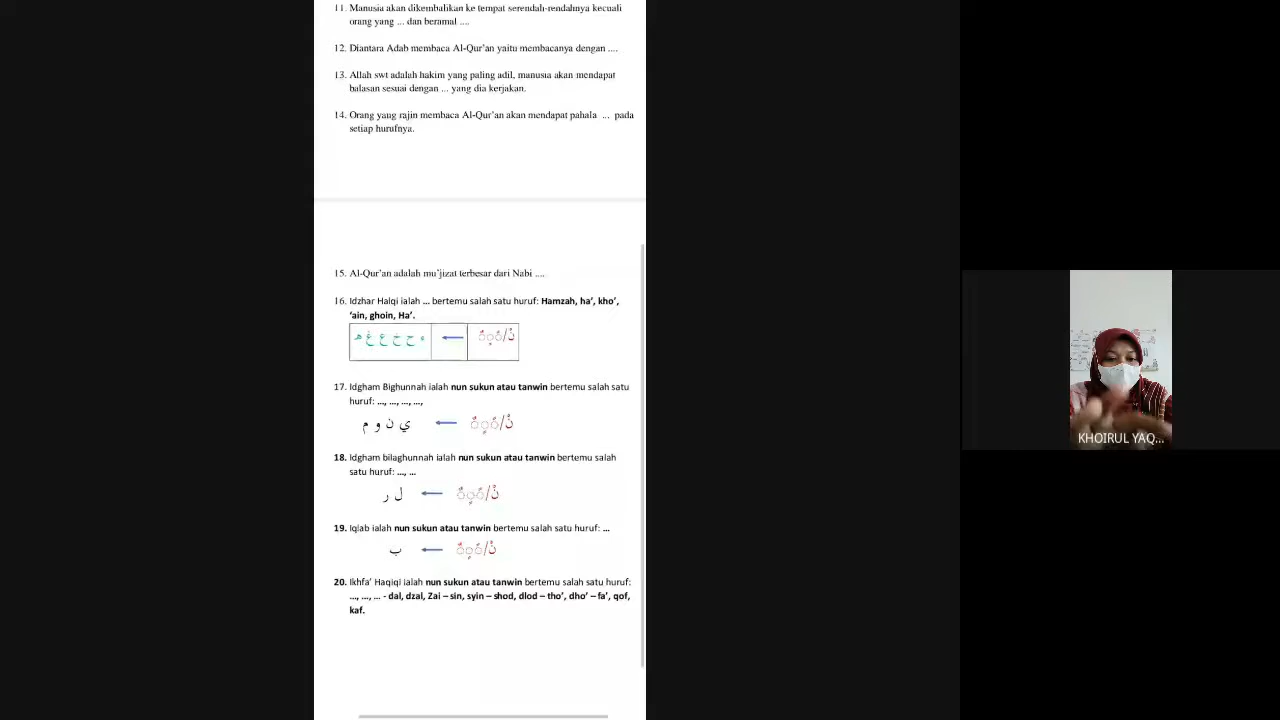 11. Manusia akan dikembalikan ke tempat serendah-rendahnya kecuali
orang yang ... dan beramal ....
12. Diantara Adab membaca Al-Qur'an yaitu membacanya dengan ....
13. Allah swt adalah hakim yang paling adil, manusia akan mendapat
balasan sesuai dengan ... yang dia kerjakan.
14. Orang yang rajin membaca Al-Qur'an akan mendapat pahala ... pada
setiap hurufnya.
15. Al-Qur'an adalah mu'jizat terbesar dari Nabi ....
16. Idzhar Halqi ialah ... bertemu salah satu huruf: Hamzah, ha', kho',
'ain, ghoin, Ha'.
نْ/ ً ٍ ٌ ← ء ح خ ع غ ه
17. Idgham Bighunnah ialah nun sukun atau tanwin bertemu salah satu
huruf: ..., ..., ..., ...,
نْ/ ً ٍ ٌ ← ي ن و م
18. Idgham bilaghunnah ialah nun sukun atau tanwin bertemu salah
satu huruf: ..., ...
نْ/ ً ٍ ٌ ← ل ر
19. Iqlab ialah nun sukun atau tanwin bertemu salah satu huruf: ...
نْ/ ً ٍ ٌ ← ب
20. Ikhfa' Haqiqi ialah nun sukun atau tanwin bertemu salah satu huruf:
..., ..., ... - dal, dzal, Zai – sin, syin – shod, dlod – tho', dho' – fa', qof,
kaf.
KHOIRUL YAQ...